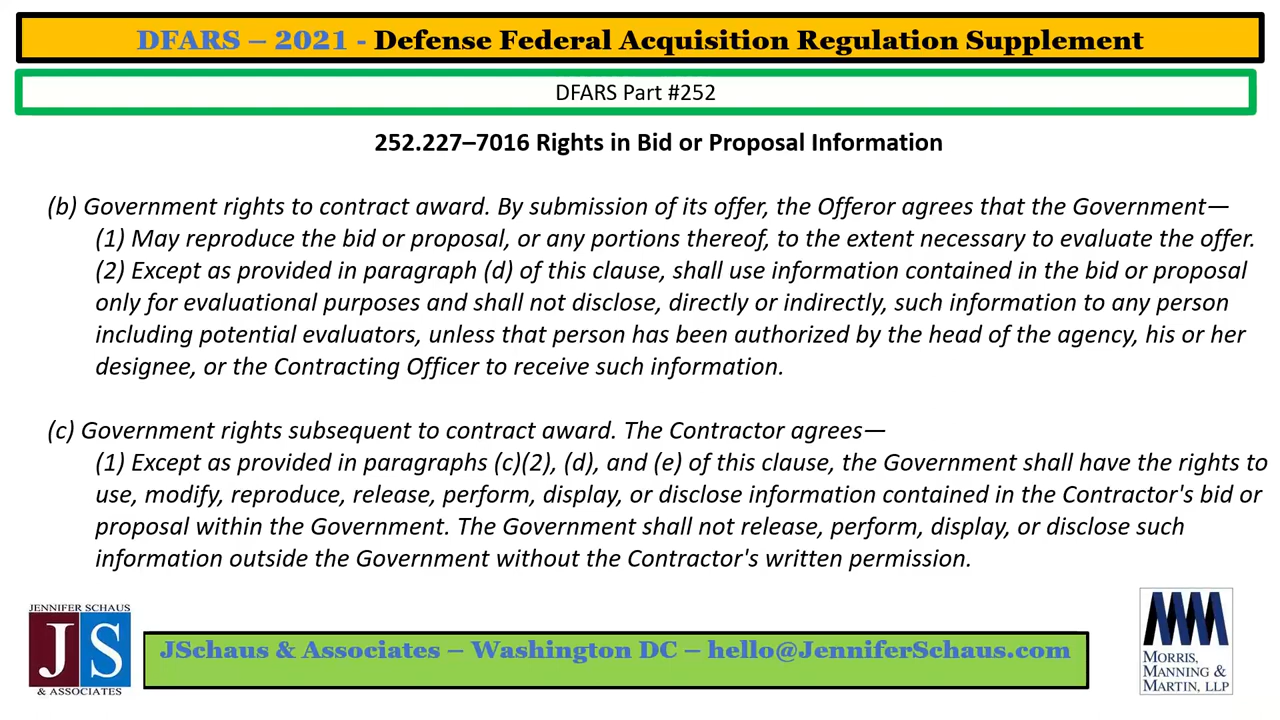 DFARS – 2021 - Defense Federal Acquisition Regulation Supplement
DFARS Part #252
252.227–7016 Rights in Bid or Proposal Information
(b) Government rights to contract award. By submission of its offer, the Offeror agrees that the Government—
(1) May reproduce the bid or proposal, or any portions thereof, to the extent necessary to evaluate the offer.
(2) Except as provided in paragraph (d) of this clause, shall use information contained in the bid or proposal
only for evaluational purposes and shall not disclose, directly or indirectly, such information to any person
including potential evaluators, unless that person has been authorized by the head of the agency, his or her
designee, or the Contracting Officer to receive such information.
(c) Government rights subsequent to contract award. The Contractor agrees—
(1) Except as provided in paragraphs (c)(2), (d), and (e) of this clause, the Government shall have the rights to
use, modify, reproduce, release, perform, display, or disclose information contained in the Contractor's bid or
proposal within the Government. The Government shall not release, perform, display, or disclose such
information outside the Government without the Contractor's written permission.
JENNIFER SCHAUS
JS
& ASSOCIATES
JSchaus & Associates – Washington DC – hello@JenniferSchaus.com
MORRIS,
MANNING &
MARTIN, LLP